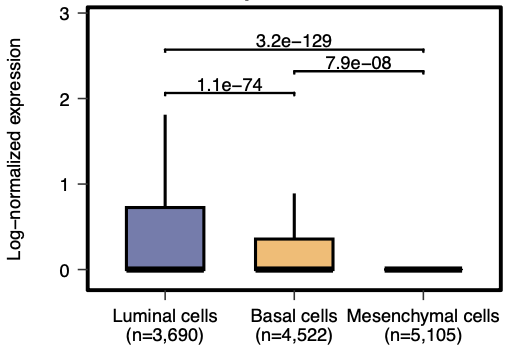 Log−normalized expression
3
2
1
0
3.2e−129
7.9e−08
1.1e−74
Luminal cells
(n=3,690)
Basal cells
(n=4,522)
Mesenchymal cells
(n=5,105)